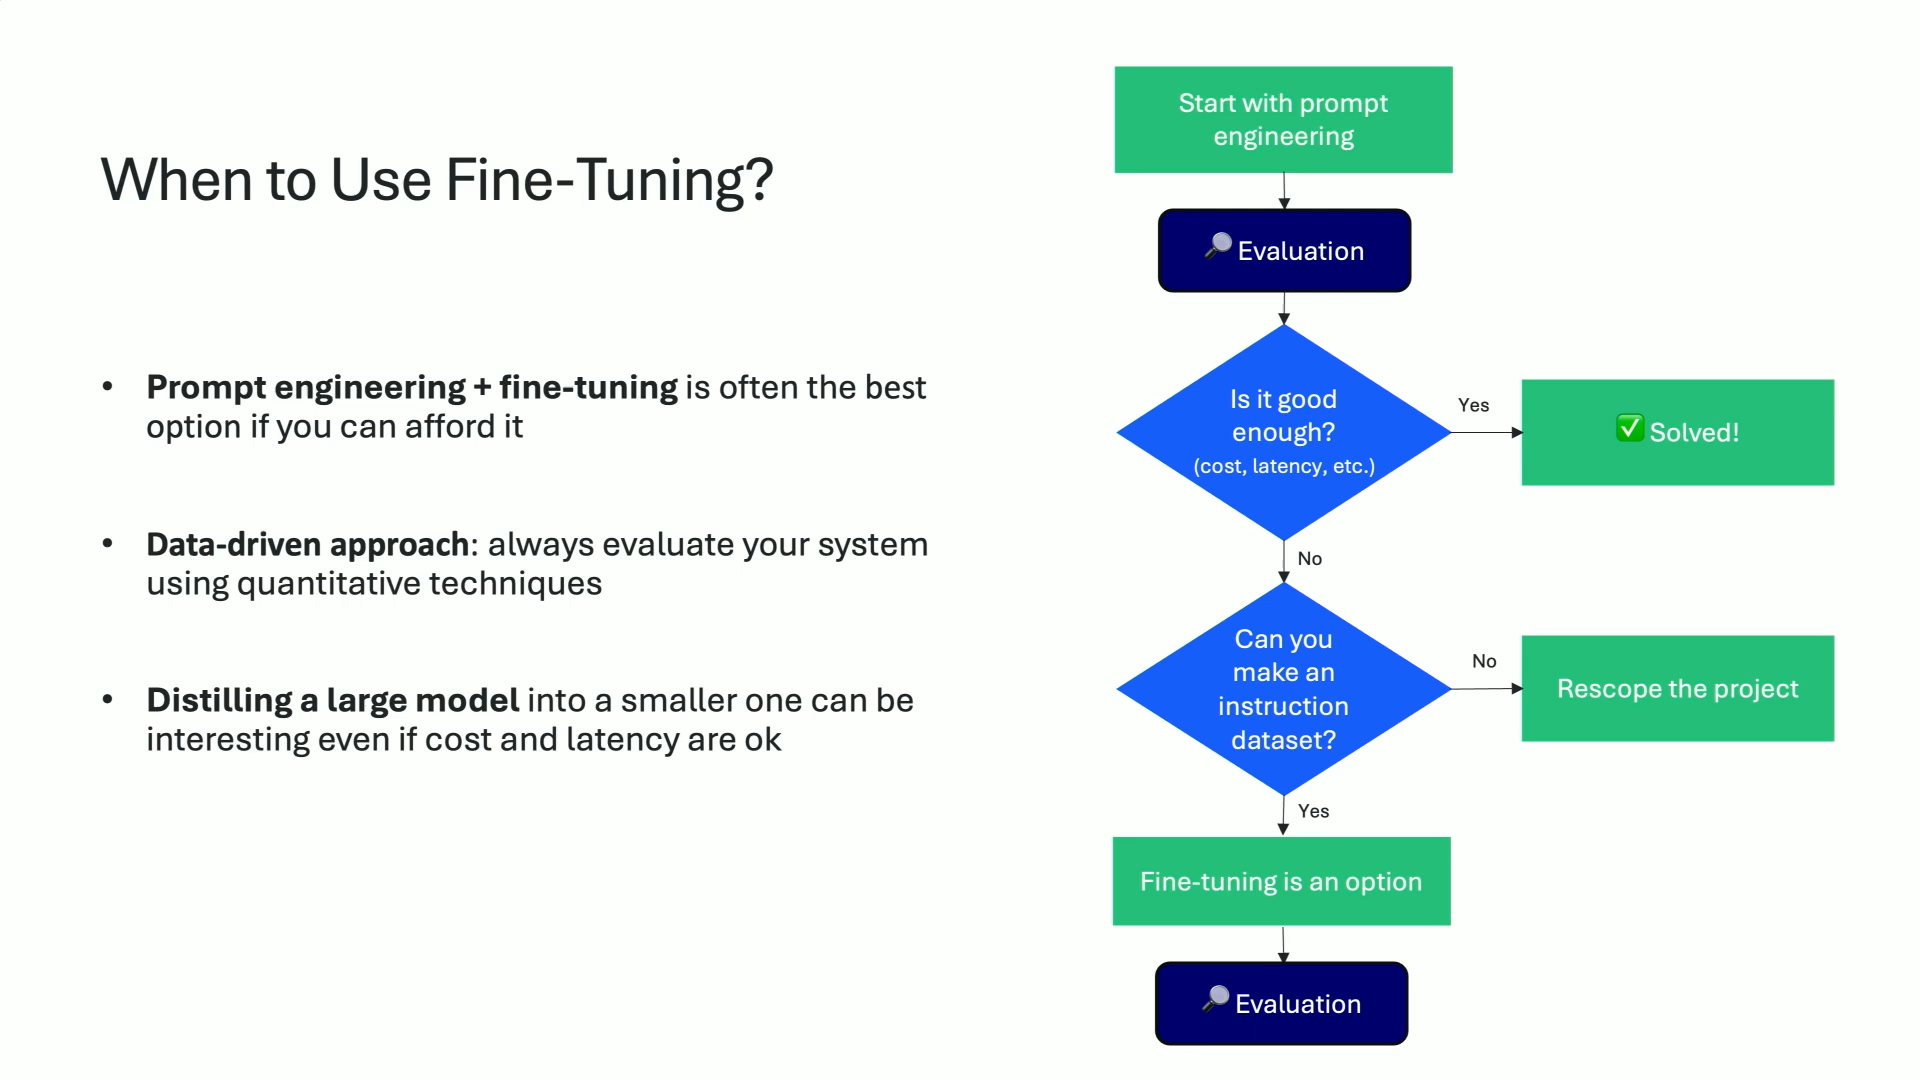 When to Use Fine-Tuning?
• Prompt engineering + fine-tuning is often the best
option if you can afford it
• Data-driven approach: always evaluate your system
using quantitative techniques
• Distilling a large model into a smaller one can be
interesting even if cost and latency are ok
Start with prompt
engineering
🔎 Evaluation
Is it good
enough?
(cost, latency, etc.)
Yes
✅ Solved!
No
Can you
make an
instruction
dataset?
No
Rescope the project
Yes
Fine-tuning is an option
🔎 Evaluation